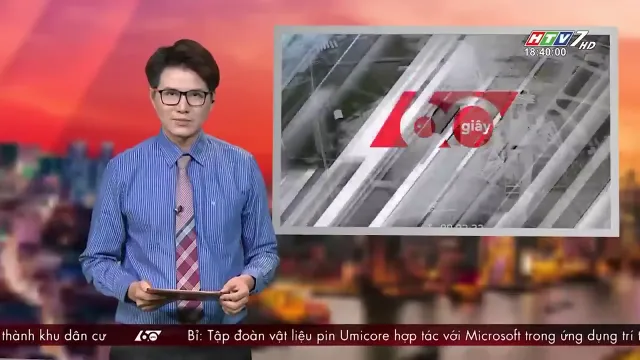 HTV7 HD
18:40:00
60 giây
thành khu dân cư 60 Bỉ: Tập đoàn vật liệu pin Umicore hợp tác với Microsoft trong ứng dụng trí t